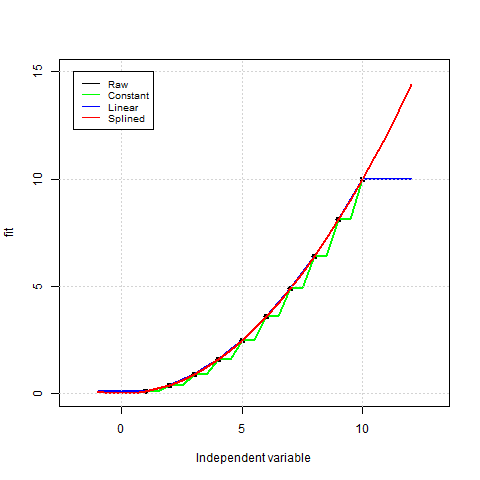 15
10
5
0
fit
Raw
Constant
Linear
Splined
0
5
10
Independent variable